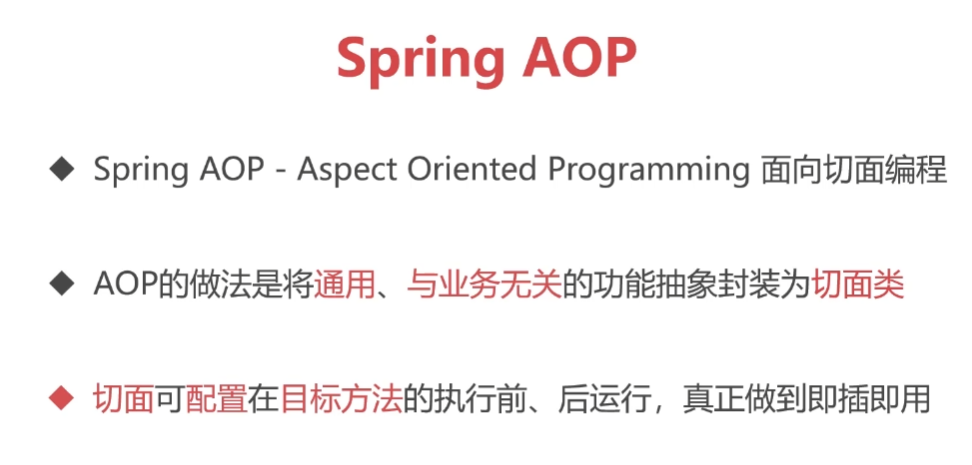 Spring AOP
◆ Spring AOP - Aspect Oriented Programming 面向切面编程
◆ AOP的做法是将通用、与业务无关的功能抽象封装为切面类
◆ 切面可配置在目标方法的执行前、后运行，真正做到即插即用